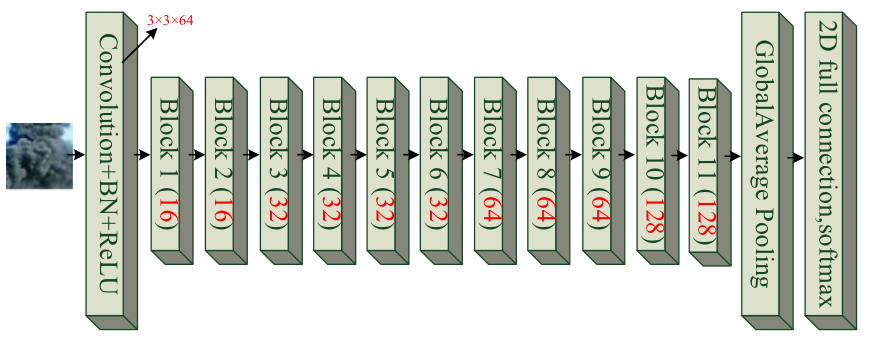 3×3×64
Convolution+BN+ReLU
Block 1 (16)
Block 2 (16)
Block 3 (32)
Block 4 (32)
Block 5 (32)
Block 6 (32)
Block 7 (64)
Block 8 (64)
Block 9 (64)
Block 10 (128)
Block 11 (128)
GlobalAverage Pooling
2D full connection,softmax